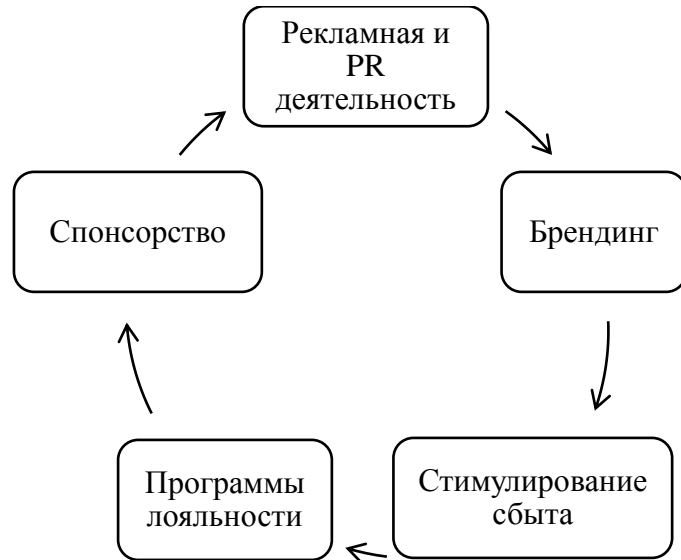 Рекламная и
PR
деятельность
Брендинг
Стимулирование
сбыта
Программы
лояльности
Спонсорство